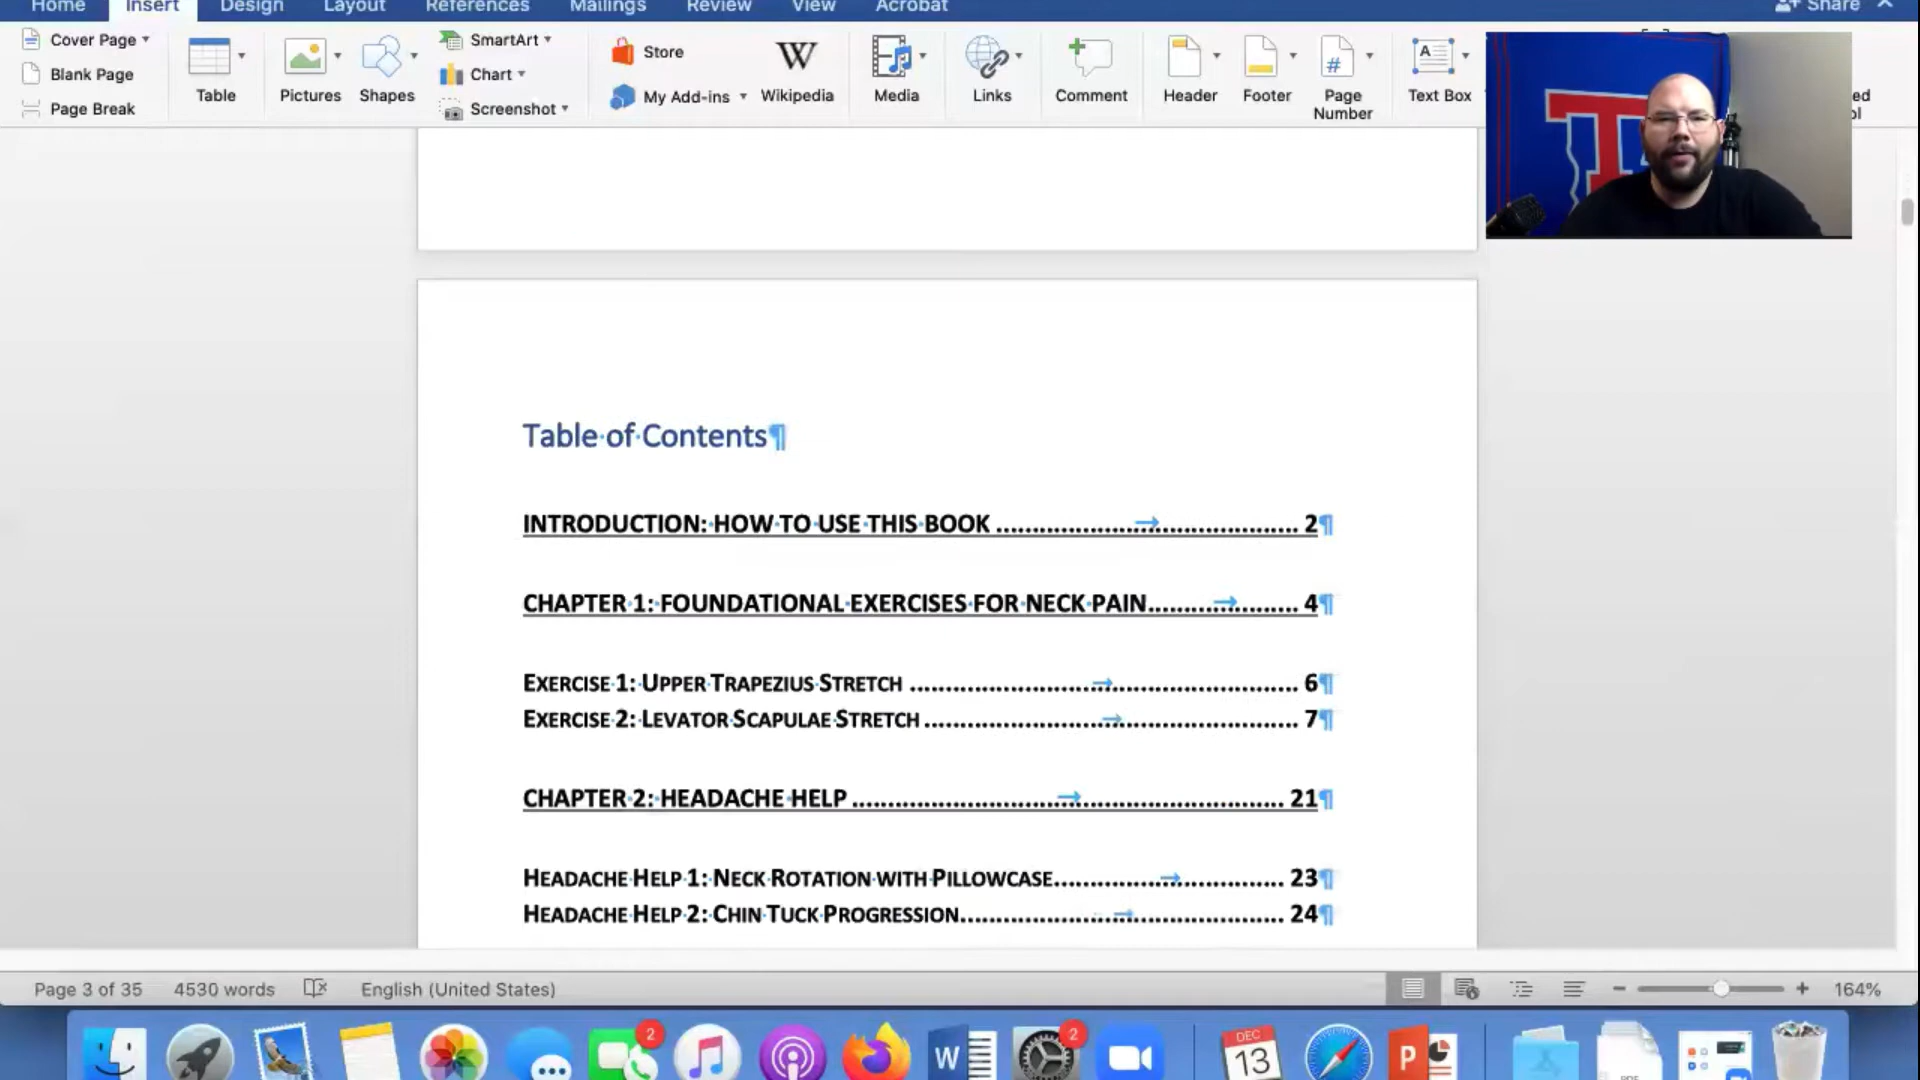 Home Insert Design Layout References Mailings Review View Acrobat Share
Cover Page
Blank Page
Page Break
Table
Pictures
Shapes
SmartArt
Chart
Screenshot
Store
My Add-ins
Wikipedia
Media
Links
Comment
Header
Footer
# Page
Number
A Text Box
Table of Contents¶
INTRODUCTION: HOW TO USE THIS BOOK ........................................ 2¶
CHAPTER 1: FOUNDATIONAL EXERCISES FOR NECK PAIN..................... 4¶
EXERCISE 1: UPPER TRAPEZIUS STRETCH ..................................................... 6¶
EXERCISE 2: LEVATOR SCAPULAE STRETCH ................................................... 7¶
CHAPTER 2: HEADACHE HELP ........................................................... 21¶
HEADACHE HELP 1: NECK ROTATION WITH PILLOWCASE............................... 23¶
HEADACHE HELP 2: CHIN TUCK PROGRESSION............................................ 24¶
Page 3 of 35 4530 words English (United States) 164%
2
W
2
DEC
13
P